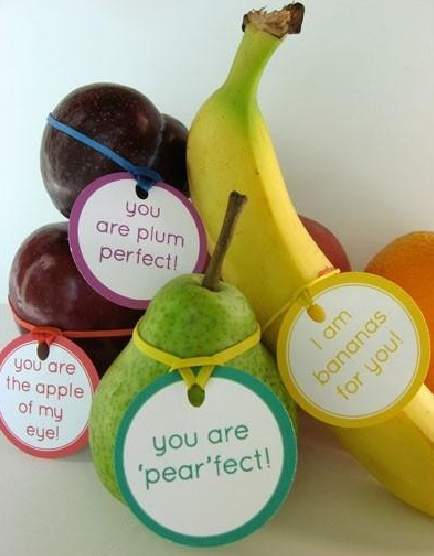 you
are plum
perfect!
you are
the apple
of my
eye!
I am
bananas
for you!
you are
'pear'fect!